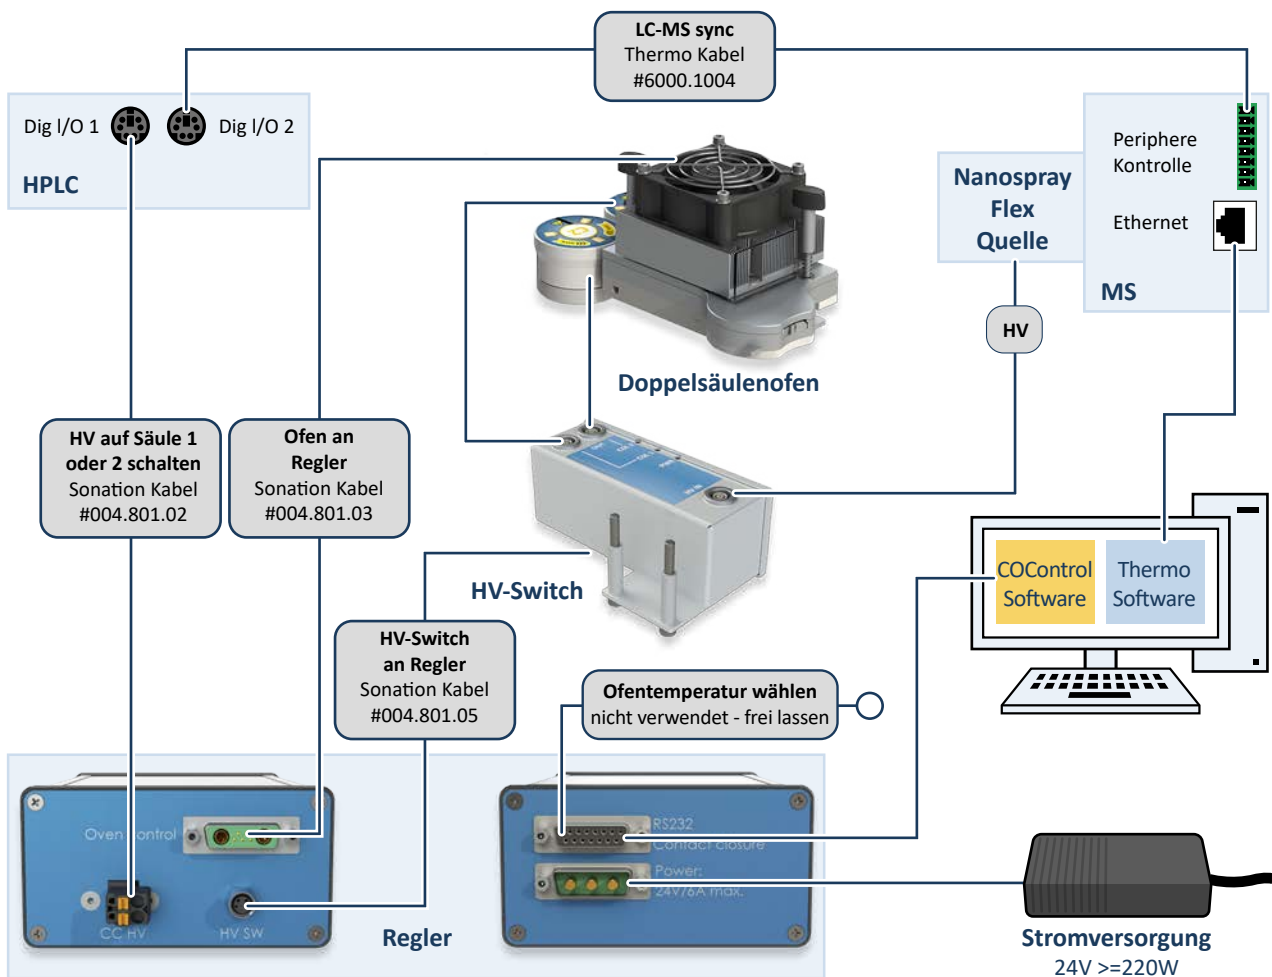 LC-MS sync
Thermo Kabel
#6000.1004
Dig I/O 1
Dig I/O 2
HPLC
Periphere
Kontrolle
Ethernet
MS
Nanospray
Flex
Quelle
HV
Doppelsäulenofen
HV auf Säule 1
oder 2 schalten
Sonation Kabel
#004.801.02
Ofen an
Regler
Sonation Kabel
#004.801.03
HV-Switch
COControl
Software
Thermo
Software
HV-Switch
an Regler
Sonation Kabel
#004.801.05
Ofentemperatur wählen
nicht verwendet - frei lassen
Oven Control
CC HV
HV SW
Regler
RS232
Contact closure
Power:
24V/6A max.
Stromversorgung
24V >=220W